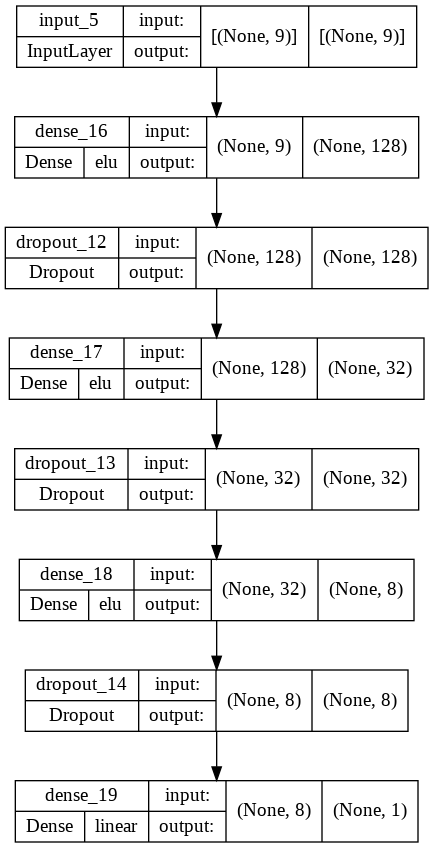 input_5 input: [(None, 9)] [(None, 9)]
InputLayer output:
dense_16 input: (None, 9) (None, 128)
Dense elu output:
dropout_12 input: (None, 128) (None, 128)
Dropout output:
dense_17 input: (None, 128) (None, 32)
Dense elu output:
dropout_13 input: (None, 32) (None, 32)
Dropout output:
dense_18 input: (None, 32) (None, 8)
Dense elu output:
dropout_14 input: (None, 8) (None, 8)
Dropout output:
dense_19 input: (None, 8) (None, 1)
Dense linear output: